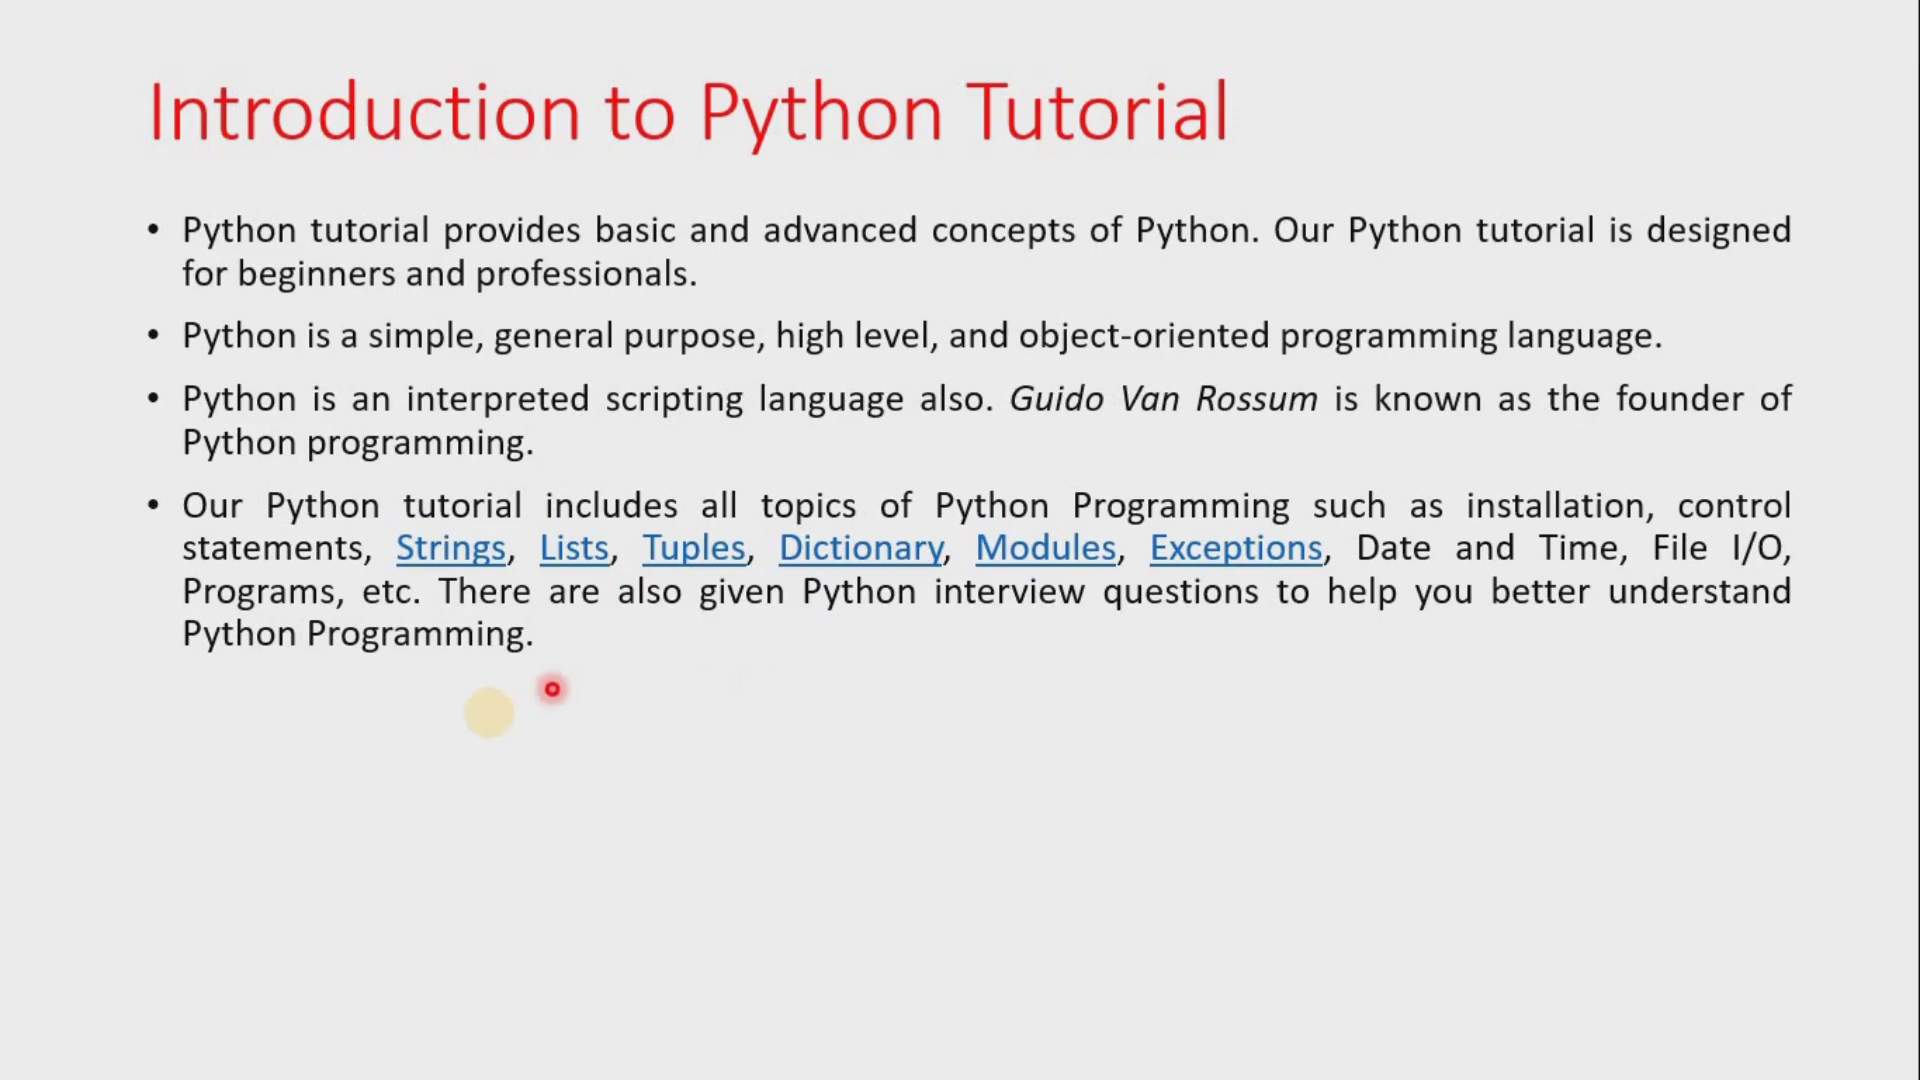 Introduction to Python Tutorial
• Python tutorial provides basic and advanced concepts of Python. Our Python tutorial is designed
for beginners and professionals.
• Python is a simple, general purpose, high level, and object-oriented programming language.
• Python is an interpreted scripting language also. Guido Van Rossum is known as the founder of
Python programming.
• Our Python tutorial includes all topics of Python Programming such as installation, control
statements, Strings, Lists, Tuples, Dictionary, Modules, Exceptions, Date and Time, File I/O,
Programs, etc. There are also given Python interview questions to help you better understand
Python Programming.